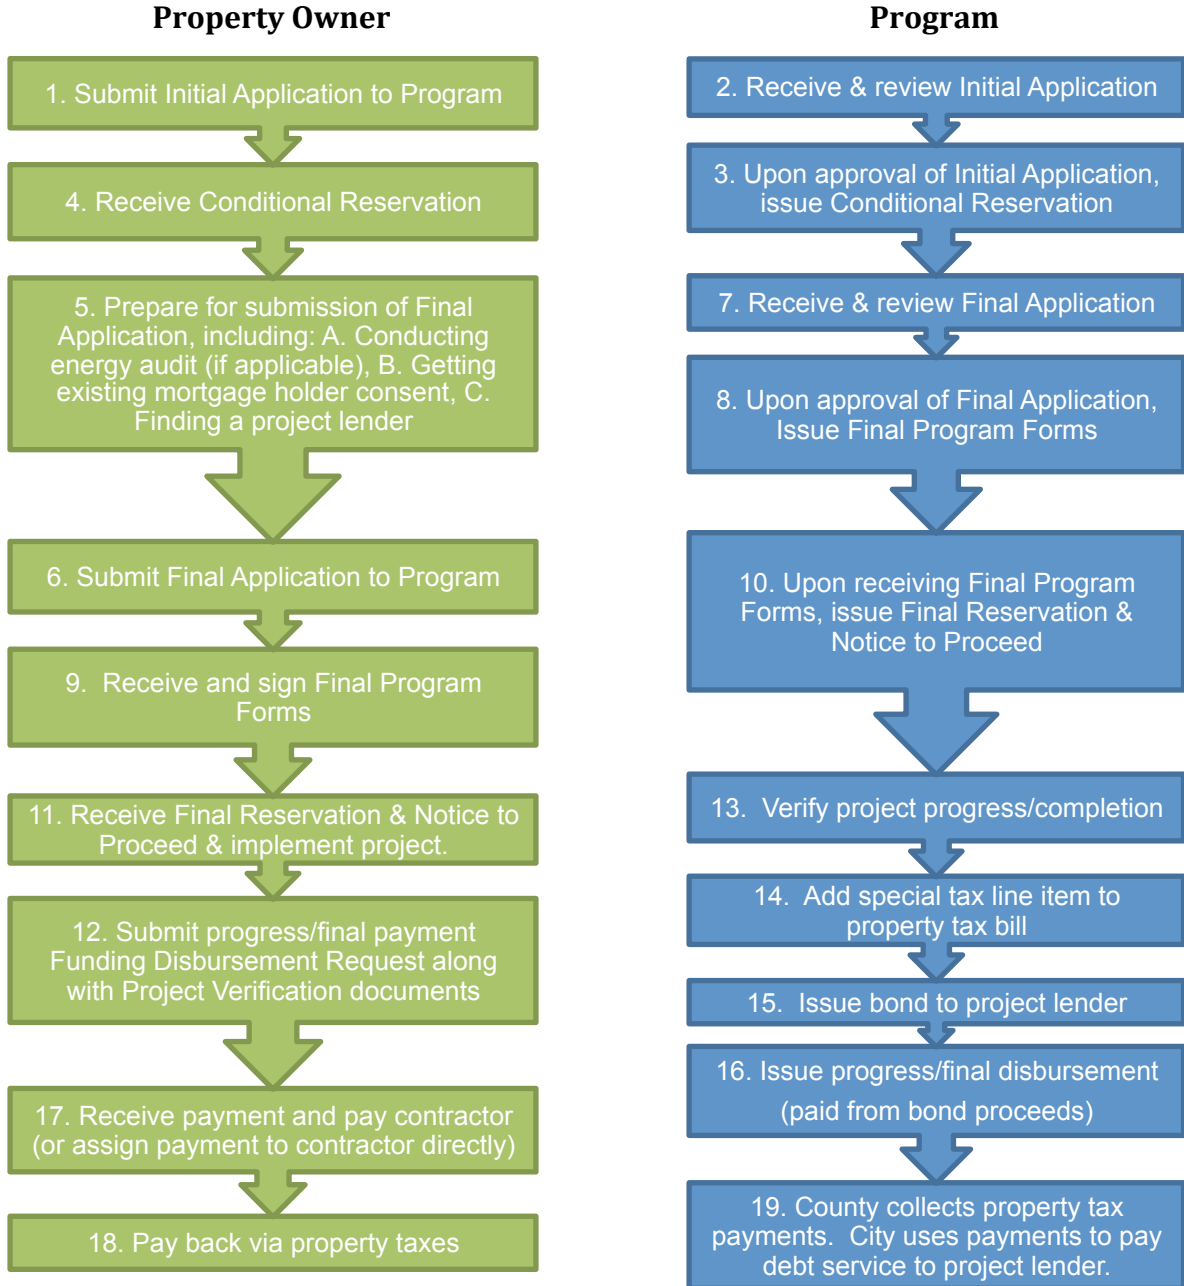 Property Owner
1. Submit Initial Application to Program
4. Receive Conditional Reservation
5. Prepare for submission of Final
Application, including: A. Conducting
energy audit (if applicable), B. Getting
existing mortgage holder consent, C.
Finding a project lender
6. Submit Final Application to Program
9.  Receive and sign Final Program
Forms
11. Receive Final Reservation & Notice to
Proceed & implement project.
12. Submit progress/final payment
Funding Disbursement Request along
with Project Verification documents
17. Receive payment and pay contractor
(or assign payment to contractor directly)
18. Pay back via property taxes
Program
2. Receive & review Initial Application
3. Upon approval of Initial Application,
issue Conditional Reservation
7. Receive & review Final Application
8. Upon approval of Final Application,
Issue Final Program Forms
10. Upon receiving Final Program
Forms, issue Final Reservation &
Notice to Proceed
13.  Verify project progress/completion
14.  Add special tax line item to
property tax bill
15.  Issue bond to project lender
16. Issue progress/final disbursement
(paid from bond proceeds)
19. County collects property tax
payments.  City uses payments to pay
debt service to project lender.